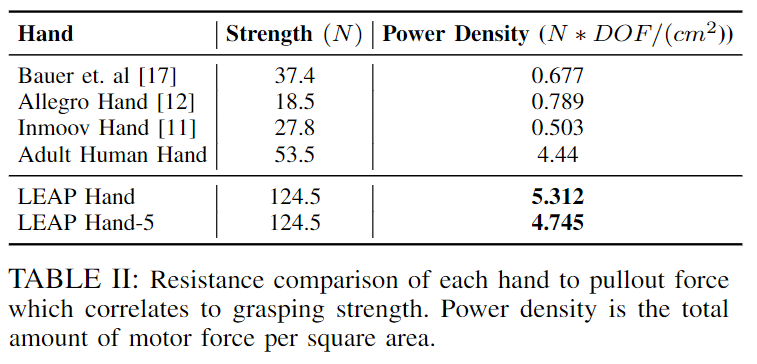 Hand Strength (N) Power Density (N ∗ DOF/(cm²))
Bauer et. al [17] 37.4 0.677
Allegro Hand [12] 18.5 0.789
Inmoov Hand [11] 27.8 0.503
Adult Human Hand 53.5 4.44
LEAP Hand 124.5 5.312
LEAP Hand-5 124.5 4.745
TABLE II: Resistance comparison of each hand to pullout force
which correlates to grasping strength. Power density is the total
amount of motor force per square area.